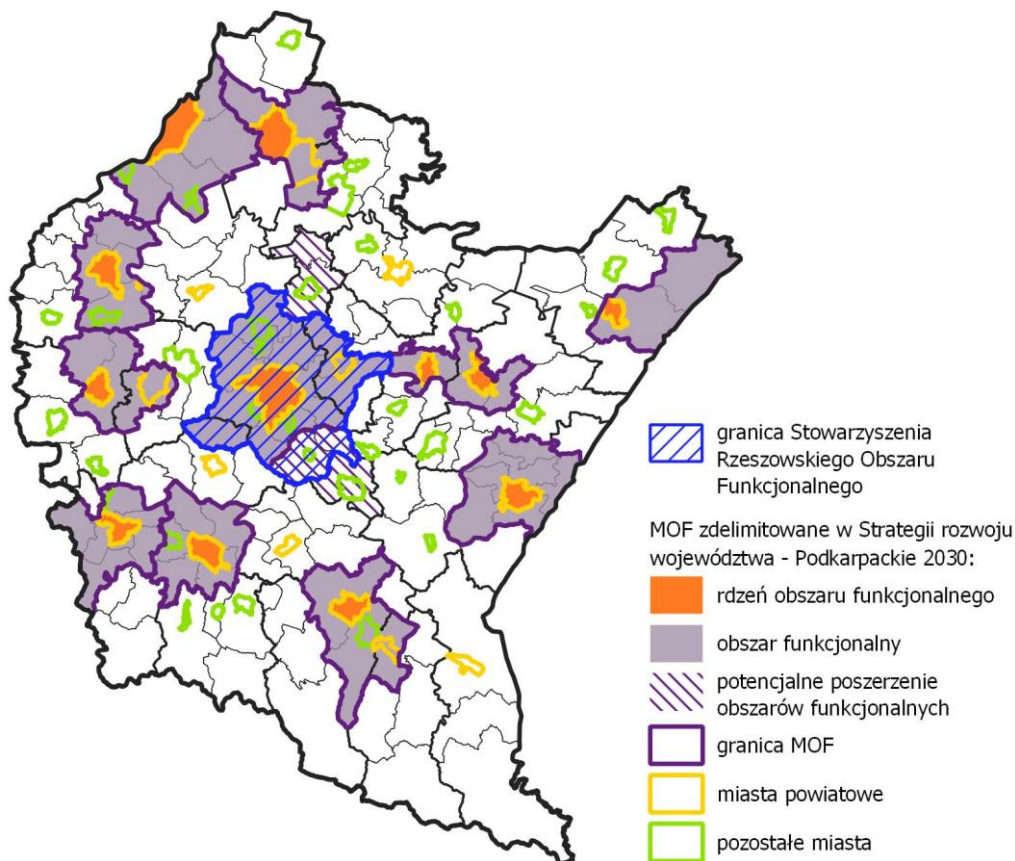 granica Stowarzyszenia
Rzeszowskiego Obszaru
Funkcjonalnego
MOF zdelimitowane w Strategii rozwoju
województwa - Podkarpackie 2030:
rdzeń obszaru funkcjonalnego
obszar funkcjonalny
potencjalne poszerzenie
obszarów funkcjonalnych
granica MOF
miasta powiatowe
pozostałe miasta